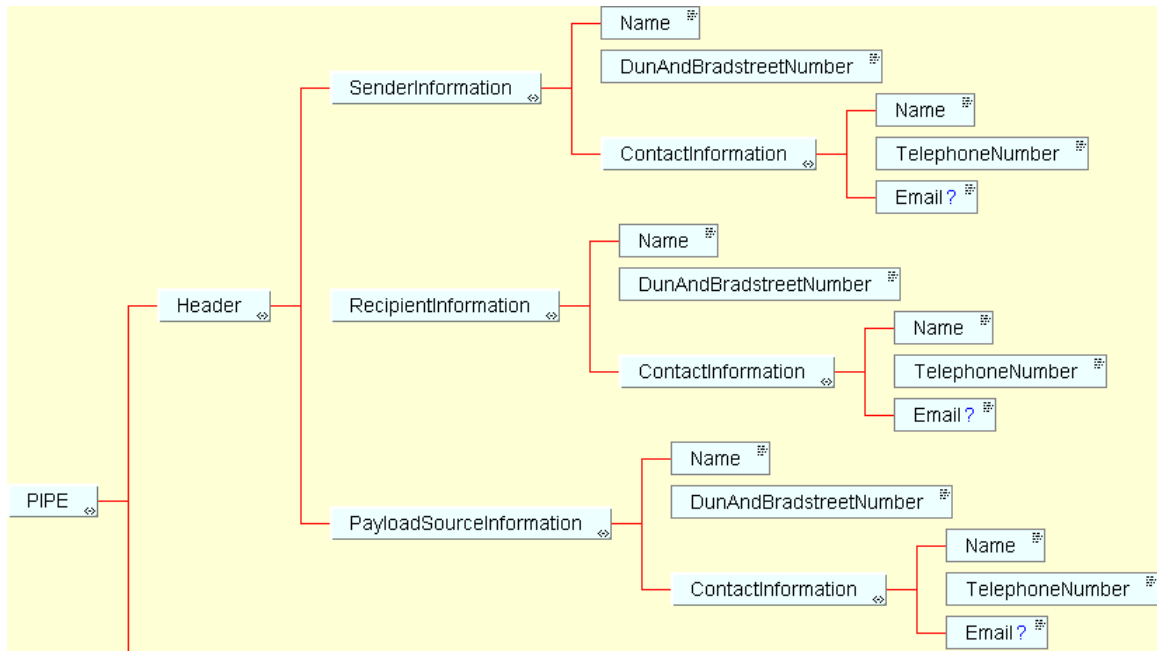 Name
DunAndBradstreetNumber
SenderInformation
Name
ContactInformation
TelephoneNumber
Email?
Name
DunAndBradstreetNumber
Header
RecipientInformation
Name
ContactInformation
TelephoneNumber
Email?
Name
PIPE
DunAndBradstreetNumber
PayloadSourceInformation
Name
ContactInformation
TelephoneNumber
Email?